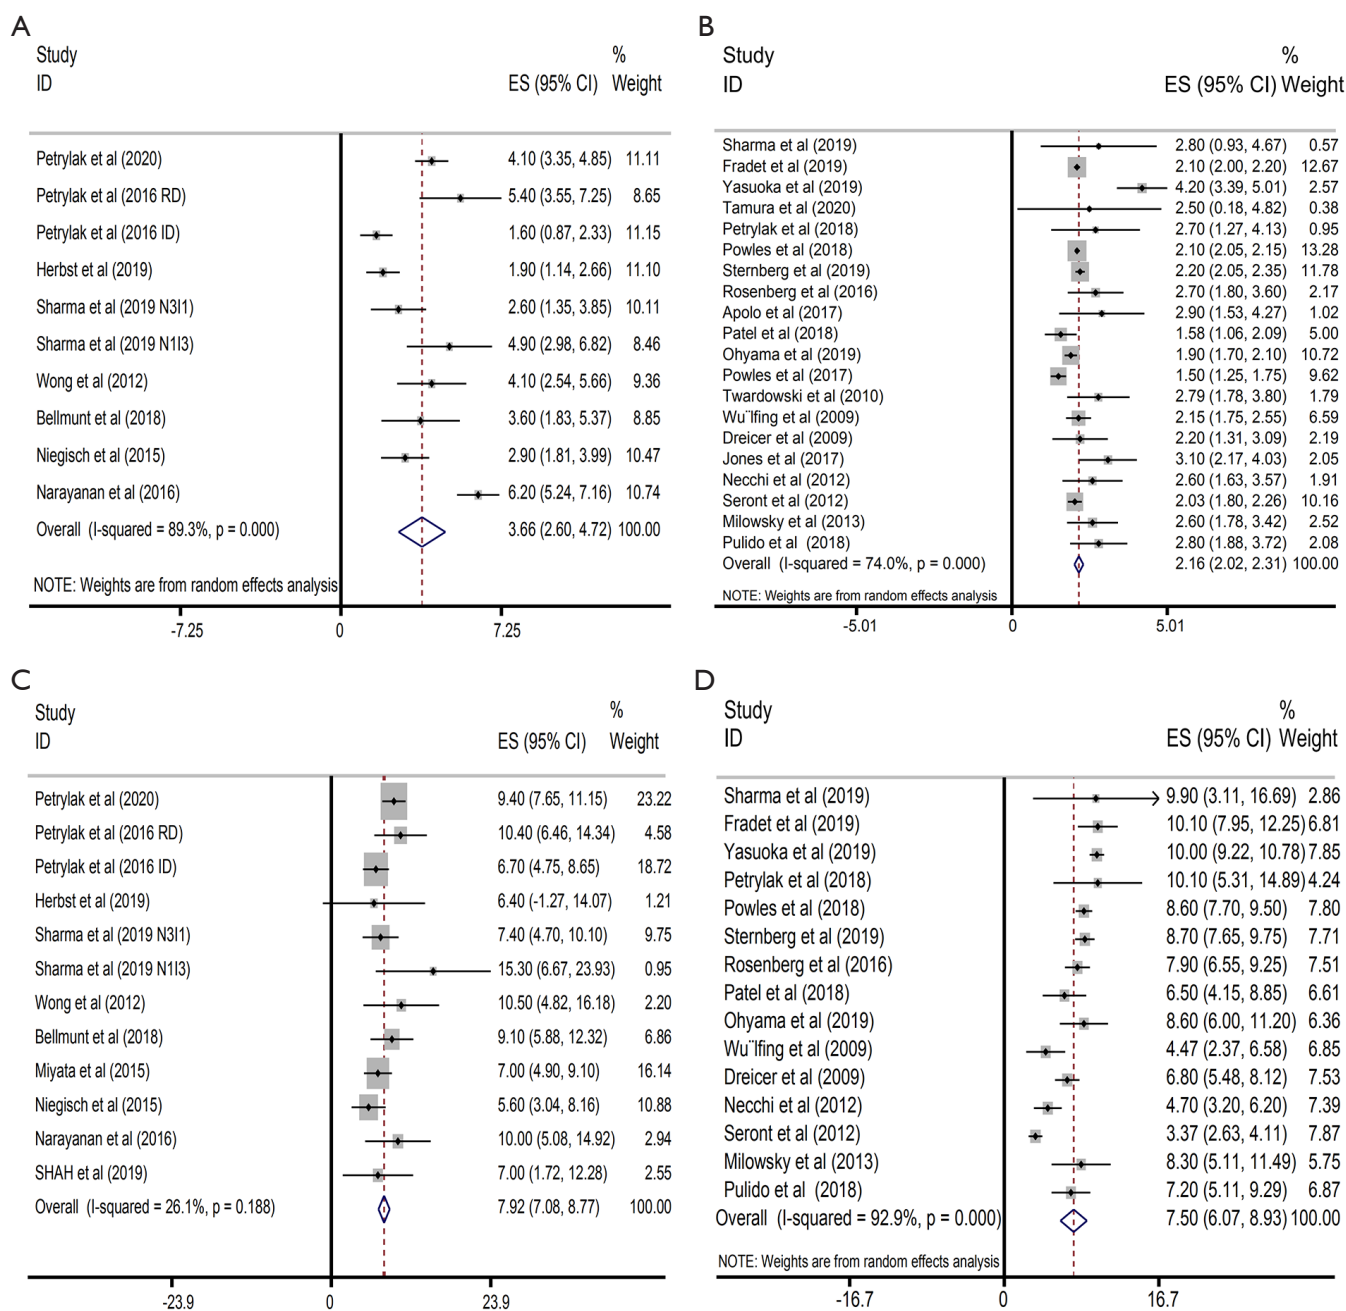 A
Study %
ID ES (95% CI) Weight
Petrylak et al (2020) 4.10 (3.35, 4.85) 11.11
Petrylak et al (2016 RD) 5.40 (3.55, 7.25) 8.65
Petrylak et al (2016 ID) 1.60 (0.87, 2.33) 11.15
Herbst et al (2019) 1.90 (1.14, 2.66) 11.10
Sharma et al (2019 N3I1) 2.60 (1.35, 3.85) 10.11
Sharma et al (2019 N1I3) 4.90 (2.98, 6.82) 8.46
Wong et al (2012) 4.10 (2.54, 5.66) 9.36
Bellmunt et al (2018) 3.60 (1.83, 5.37) 8.85
Niegisch et al (2015) 2.90 (1.81, 3.99) 10.47
Narayanan et al (2016) 6.20 (5.24, 7.16) 10.74
Overall (I-squared = 89.3%, p = 0.000) 3.66 (2.60, 4.72) 100.00
NOTE: Weights are from random effects analysis
-7.25 0 7.25
B
Study %
ID ES (95% CI) Weight
Sharma et al (2019) 2.80 (0.93, 4.67) 0.57
Fradet et al (2019) 2.10 (2.00, 2.20) 12.67
Yasuoka et al (2019) 4.20 (3.39, 5.01) 2.57
Tamura et al (2020) 2.50 (0.18, 4.82) 0.38
Petrylak et al (2018) 2.70 (1.27, 4.13) 0.95
Powles et al (2018) 2.10 (2.05, 2.15) 13.28
Sternberg et al (2019) 2.20 (2.05, 2.35) 11.78
Rosenberg et al (2016) 2.70 (1.80, 3.60) 2.17
Apolo et al (2017) 2.90 (1.53, 4.27) 1.02
Patel et al (2018) 1.58 (1.06, 2.09) 5.00
Ohyama et al (2019) 1.90 (1.70, 2.10) 10.72
Powles et al (2017) 1.50 (1.25, 1.75) 9.62
Twardowski et al (2010) 2.79 (1.78, 3.80) 1.79
Wu¨lfing et al (2009) 2.15 (1.75, 2.55) 6.59
Dreicer et al (2009) 2.20 (1.31, 3.09) 2.19
Jones et al (2017) 3.10 (2.17, 4.03) 2.05
Necchi et al (2012) 2.60 (1.63, 3.57) 1.91
Seront et al (2012) 2.03 (1.80, 2.26) 10.16
Milowsky et al (2013) 2.60 (1.78, 3.42) 2.52
Pulido et al (2018) 2.80 (1.88, 3.72) 2.08
Overall (I-squared = 74.0%, p = 0.000) 2.16 (2.02, 2.31) 100.00
NOTE: Weights are from random effects analysis
-5.01 0 5.01
C
Study %
ID ES (95% CI) Weight
Petrylak et al (2020) 9.40 (7.65, 11.15) 23.22
Petrylak et al (2016 RD) 10.40 (6.46, 14.34) 4.58
Petrylak et al (2016 ID) 6.70 (4.75, 8.65) 18.72
Herbst et al (2019) 6.40 (-1.27, 14.07) 1.21
Sharma et al (2019 N3I1) 7.40 (4.70, 10.10) 9.75
Sharma et al (2019 N1I3) 15.30 (6.67, 23.93) 0.95
Wong et al (2012) 10.50 (4.82, 16.18) 2.20
Bellmunt et al (2018) 9.10 (5.88, 12.32) 6.86
Miyata et al (2015) 7.00 (4.90, 9.10) 16.14
Niegisch et al (2015) 5.60 (3.04, 8.16) 10.88
Narayanan et al (2016) 10.00 (5.08, 14.92) 2.94
SHAH et al (2019) 7.00 (1.72, 12.28) 2.55
Overall (I-squared = 26.1%, p = 0.188) 7.92 (7.08, 8.77) 100.00
-23.9 0 23.9
D
Study %
ID ES (95% CI) Weight
Sharma et al (2019) 9.90 (3.11, 16.69) 2.86
Fradet et al (2019) 10.10 (7.95, 12.25) 6.81
Yasuoka et al (2019) 10.00 (9.22, 10.78) 7.85
Petrylak et al (2018) 10.10 (5.31, 14.89) 4.24
Powles et al (2018) 8.60 (7.70, 9.50) 7.80
Sternberg et al (2019) 8.70 (7.65, 9.75) 7.71
Rosenberg et al (2016) 7.90 (6.55, 9.25) 7.51
Patel et al (2018) 6.50 (4.15, 8.85) 6.61
Ohyama et al (2019) 8.60 (6.00, 11.20) 6.36
Wu¨lfing et al (2009) 4.47 (2.37, 6.58) 6.85
Dreicer et al (2009) 6.80 (5.48, 8.12) 7.53
Necchi et al (2012) 4.70 (3.20, 6.20) 7.39
Seront et al (2012) 3.37 (2.63, 4.11) 7.87
Milowsky et al (2013) 8.30 (5.11, 11.49) 5.75
Pulido et al (2018) 7.20 (5.11, 9.29) 6.87
Overall (I-squared = 92.9%, p = 0.000) 7.50 (6.07, 8.93) 100.00
NOTE: Weights are from random effects analysis
-16.7 0 16.7